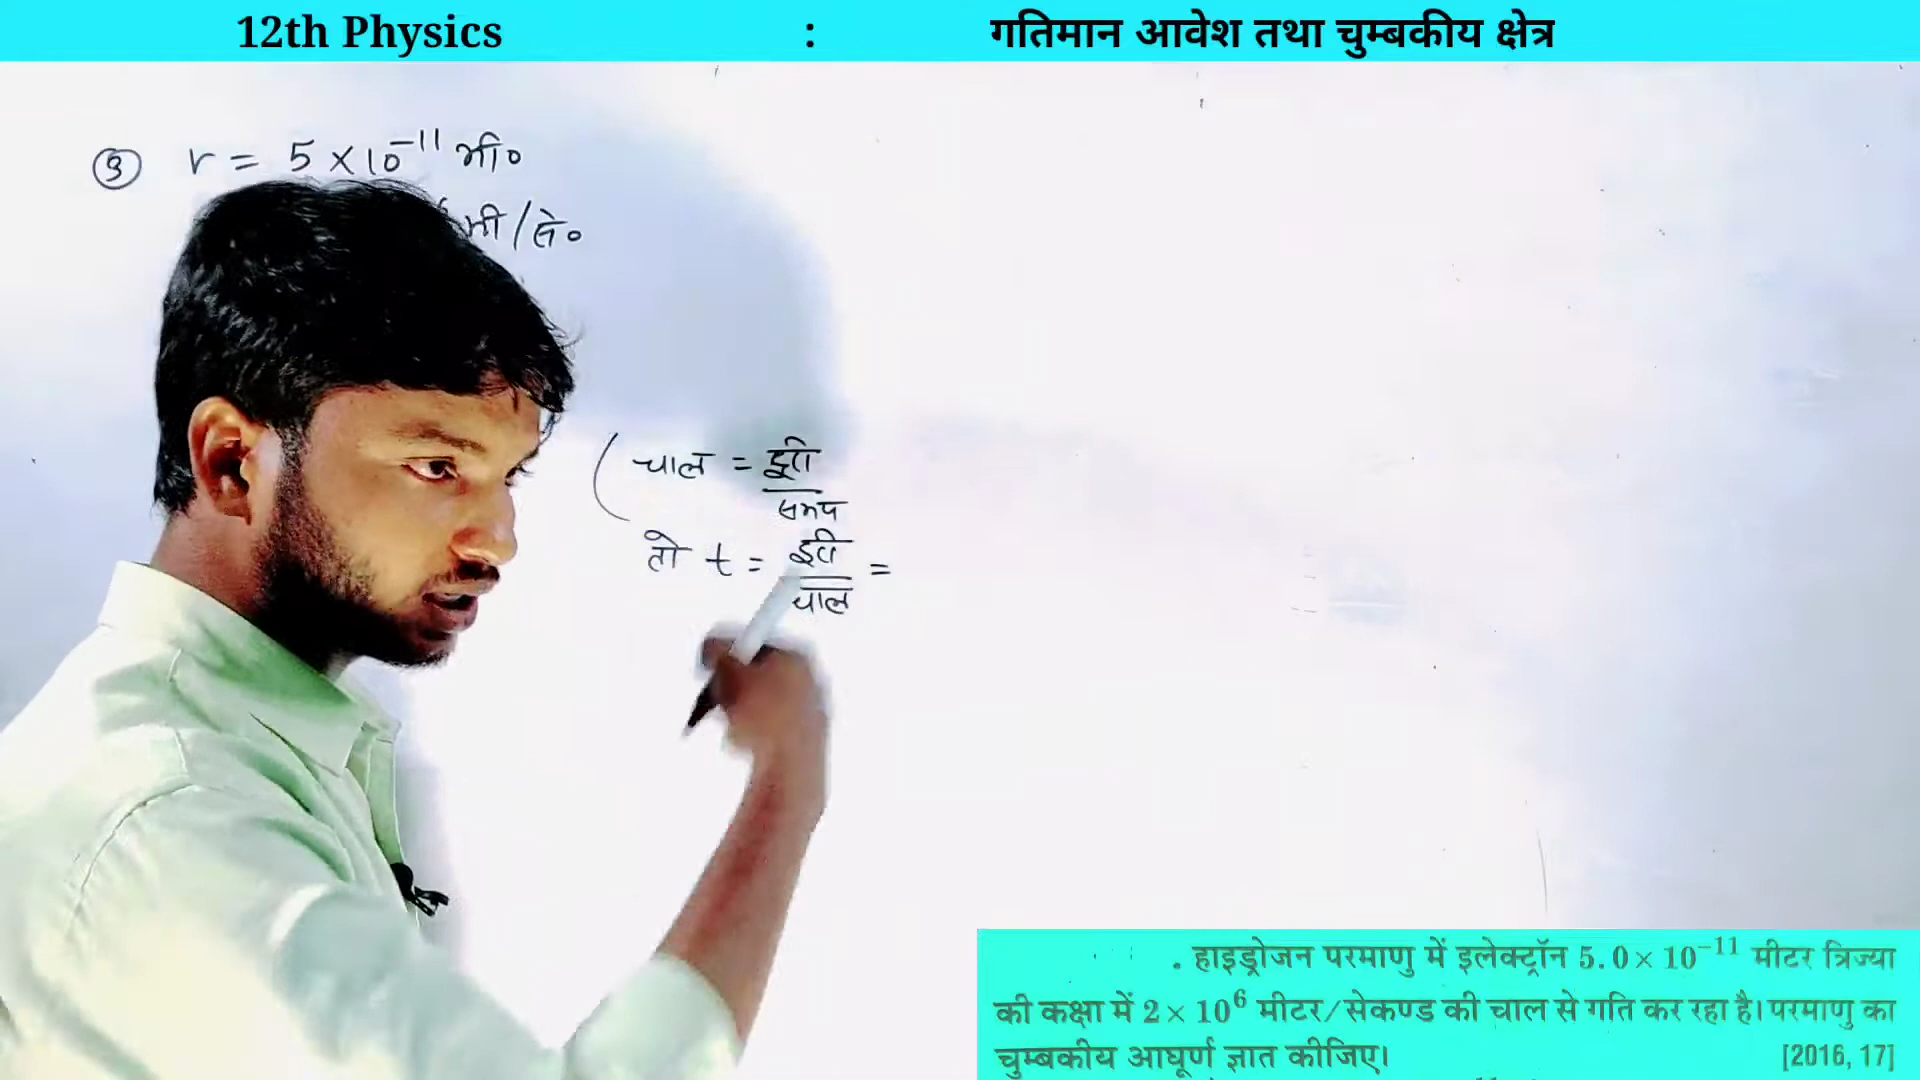 12th Physics : गतिमान आवेश तथा चुम्बकीय क्षेत्र
③ r = 5 × 10⁻¹¹ मी०
मी/से०
( चाल = दूरी / समय
तो t = दूरी / चाल =
. हाइड्रोजन परमाणु में इलेक्ट्रॉन 5.0 × 10⁻¹¹ मीटर त्रिज्या
की कक्षा में 2 × 10⁶ मीटर/सेकण्ड की चाल से गति कर रहा है। परमाणु का
चुम्बकीय आघूर्ण ज्ञात कीजिए। [2016, 17]